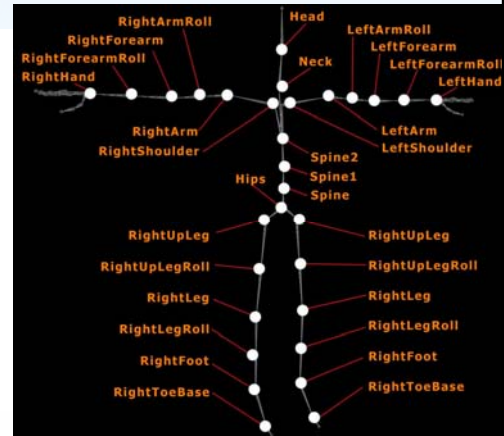 Head
RightArmRoll
LeftArmRoll
RightForearm
LeftForearm
RightForearmRoll
Neck
LeftForearmRoll
RightHand
LeftHand
RightArm
LeftArm
RightShoulder
LeftShoulder
Spine2
Spine1
Hips
Spine
RightUpLeg
RightUpLeg
RightUpLegRoll
RightUpLegRoll
RightLeg
RightLeg
RightLegRoll
RightLegRoll
RightFoot
RightFoot
RightToeBase
RightToeBase